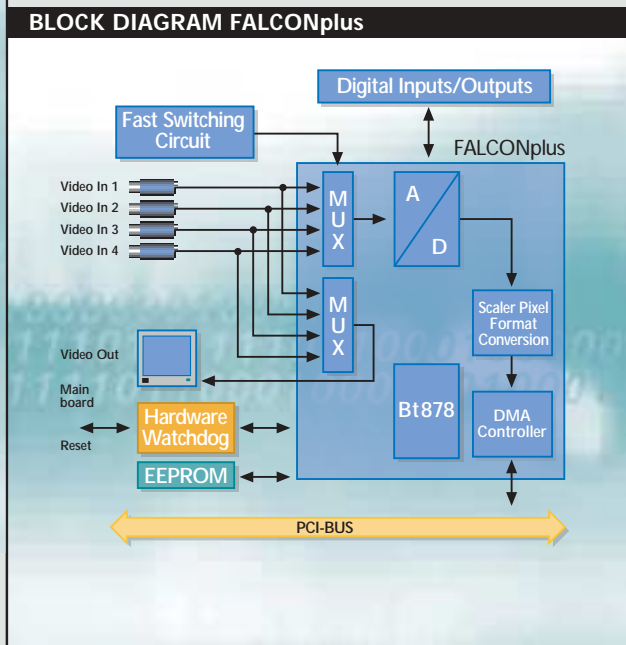 BLOCK DIAGRAM FALCONplus
Digital Inputs/Outputs
Fast Switching
Circuit
FALCONplus
Video In 1
Video In 2
Video In 3
Video In 4
M
U
X
A
D
M
U
X
Scaler Pixel
Format
Conversion
Video Out
Main
board
Reset
Hardware
Watchdog
EEPROM
Bt878
DMA
Controller
PCI-BUS